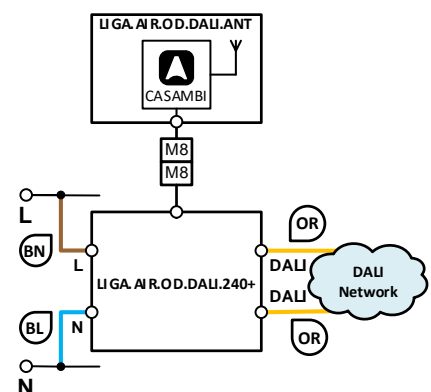 LIGA.AIR.OD.DALI.ANT
CASAMBI
M8
M8
L
BN
L
LIGA.AIR.OD.DALI.240+
OR
DALI
DALI
Network
DALI
BL
N
OR
N